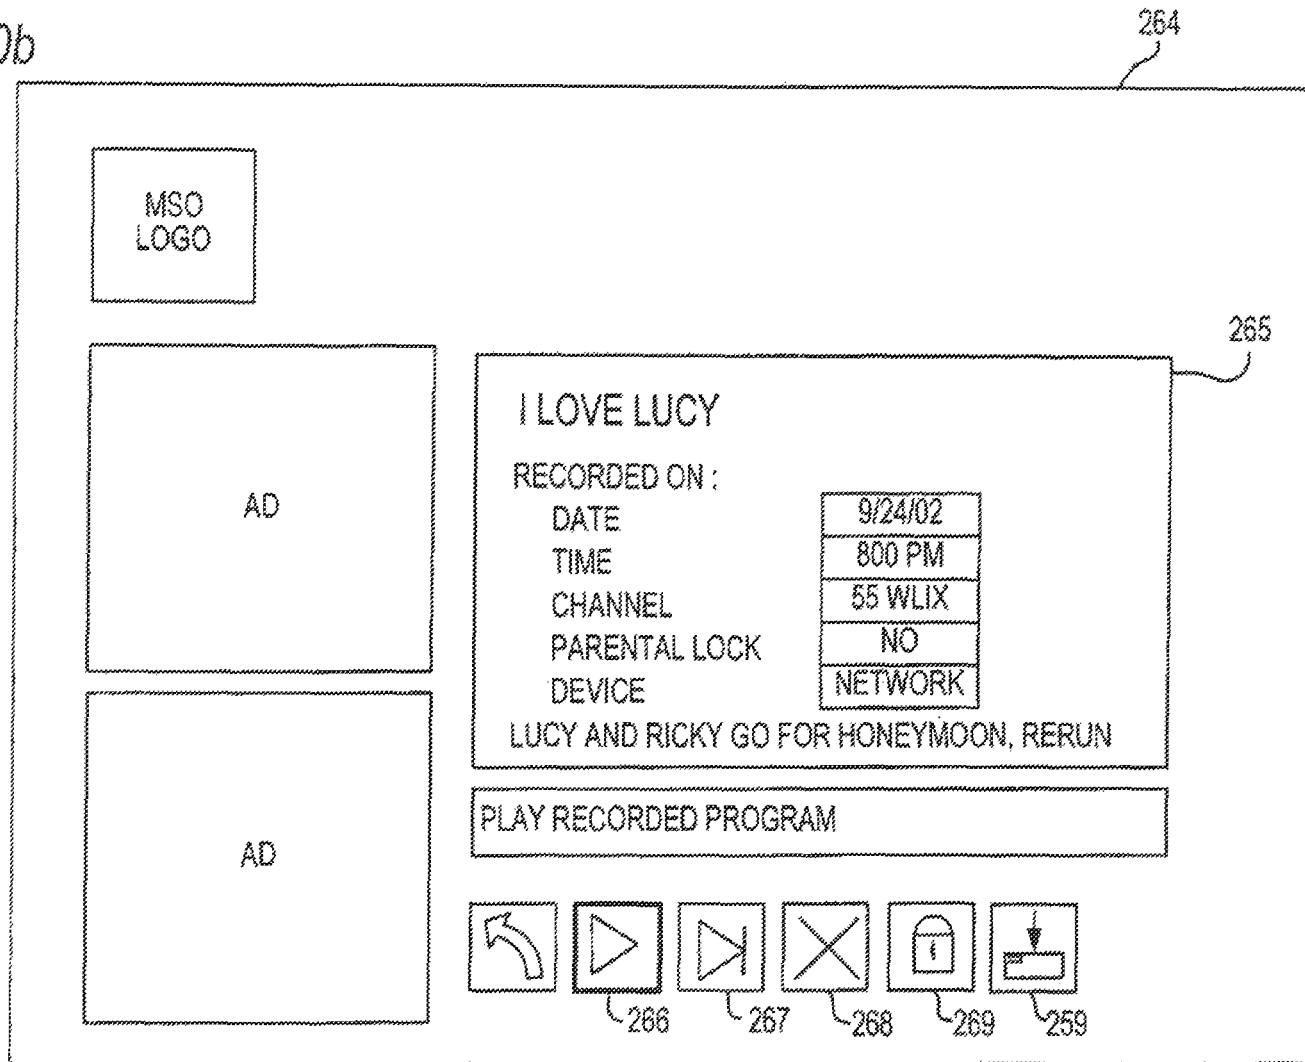 0b
264
MSO
LOGO
265
AD
I LOVE LUCY
RECORDED ON :
DATE 9/24/02
TIME 800 PM
CHANNEL 55 WLIX
PARENTAL LOCK NO
DEVICE NETWORK
LUCY AND RICKY GO FOR HONEYMOON, RERUN
AD
PLAY RECORDED PROGRAM
266 267 268 269 259